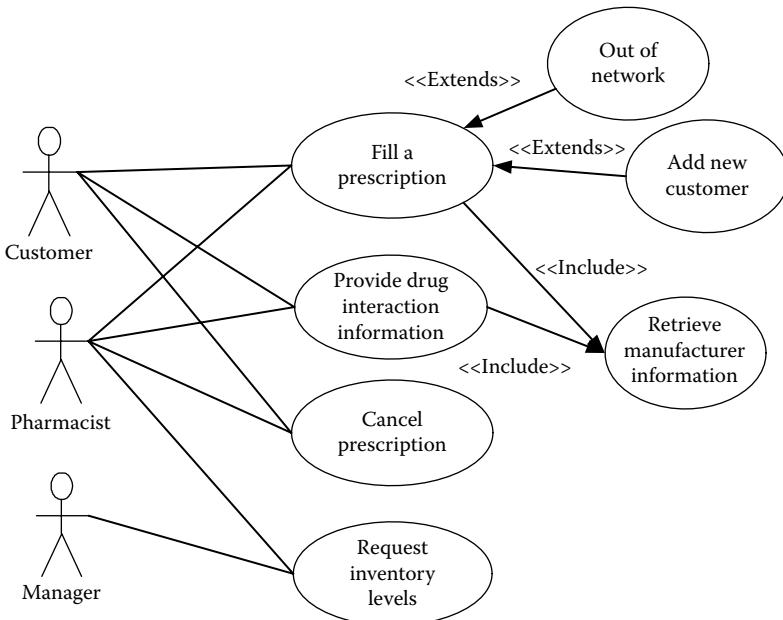 Out of
network
<<Extends>>
<<Extends>>
Fill a
prescription
Add new
customer
Customer
<<Include>>
Provide drug
interaction
information
Retrieve
manufacturer
information
<<Include>>
Pharmacist
Cancel
prescription
Request
inventory
levels
Manager